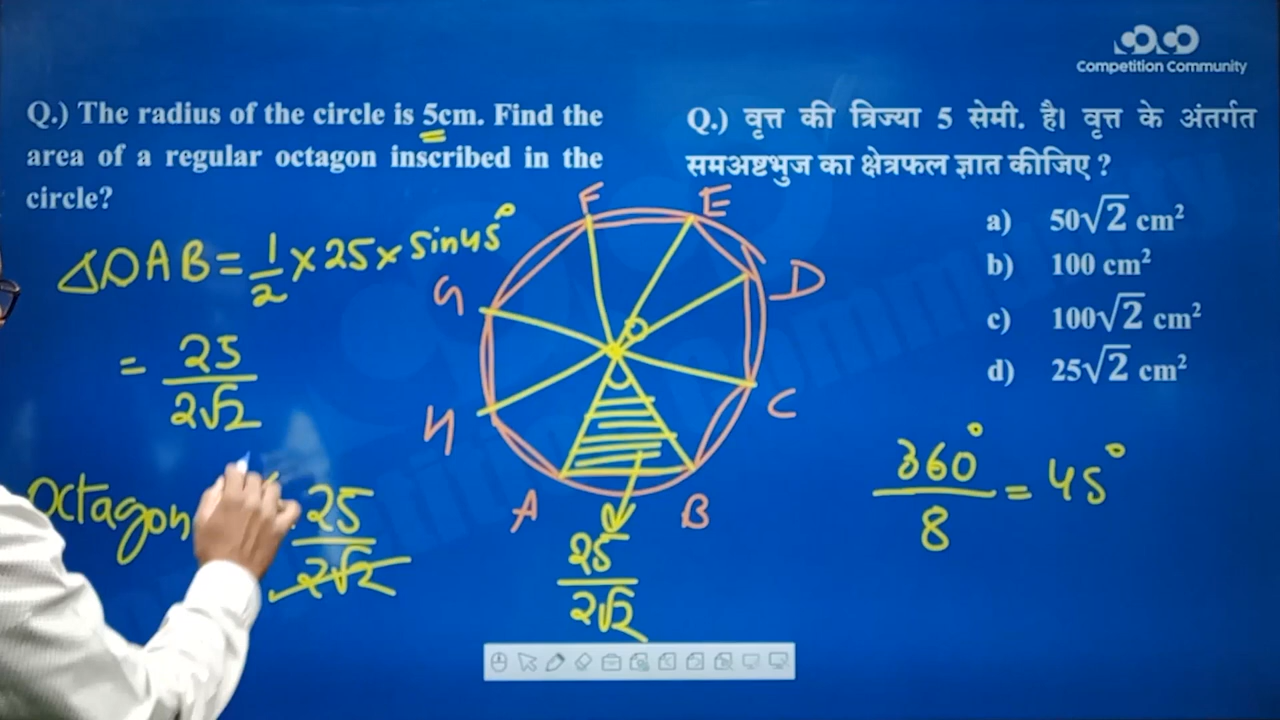 Competition Community
Q.) The radius of the circle is 5cm. Find the
area of a regular octagon inscribed in the
circle?
Q.) वृत्त की त्रिज्या 5 सेमी. है। वृत्त के अंतर्गत
समअष्टभुज का क्षेत्रफल ज्ञात कीजिए ?
a) 50√2 cm²
b) 100 cm²
c) 100√2 cm²
d) 25√2 cm²
△OAB = 1/2 × 25 × sin45°
= 25/2√2
Octagon
25/2√2
F
E
D
C
B
A
H
G
O
25/2√2
360°/8 = 45°